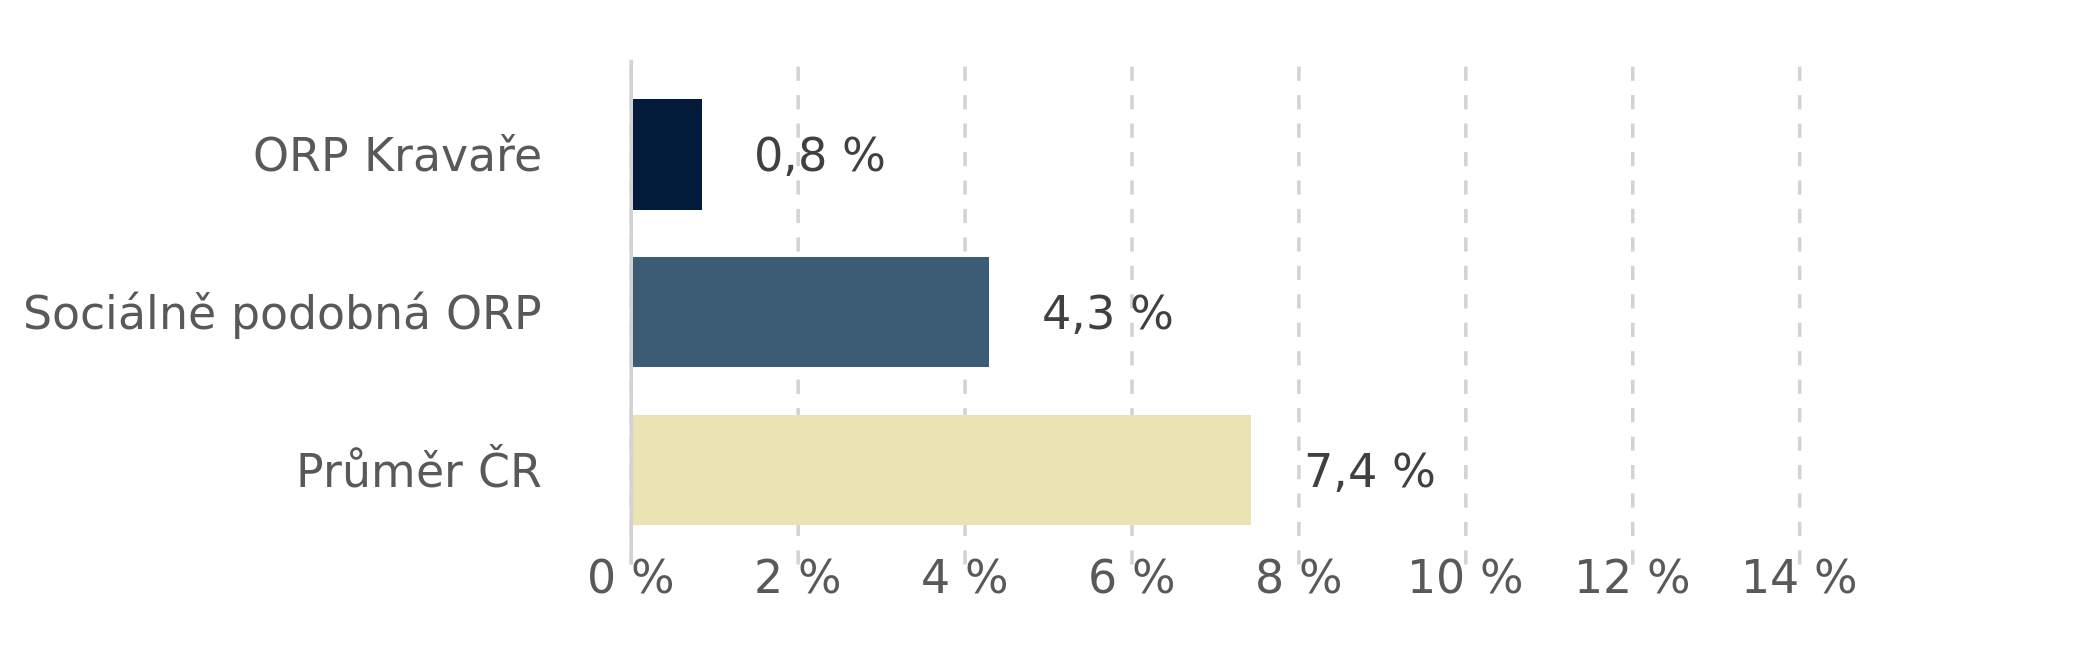 ORP Kravaře
0,8 %
Sociálně podobná ORP
4,3 %
Průměr ČR
7,4 %
0 % 2 % 4 % 6 % 8 % 10 % 12 % 14 %